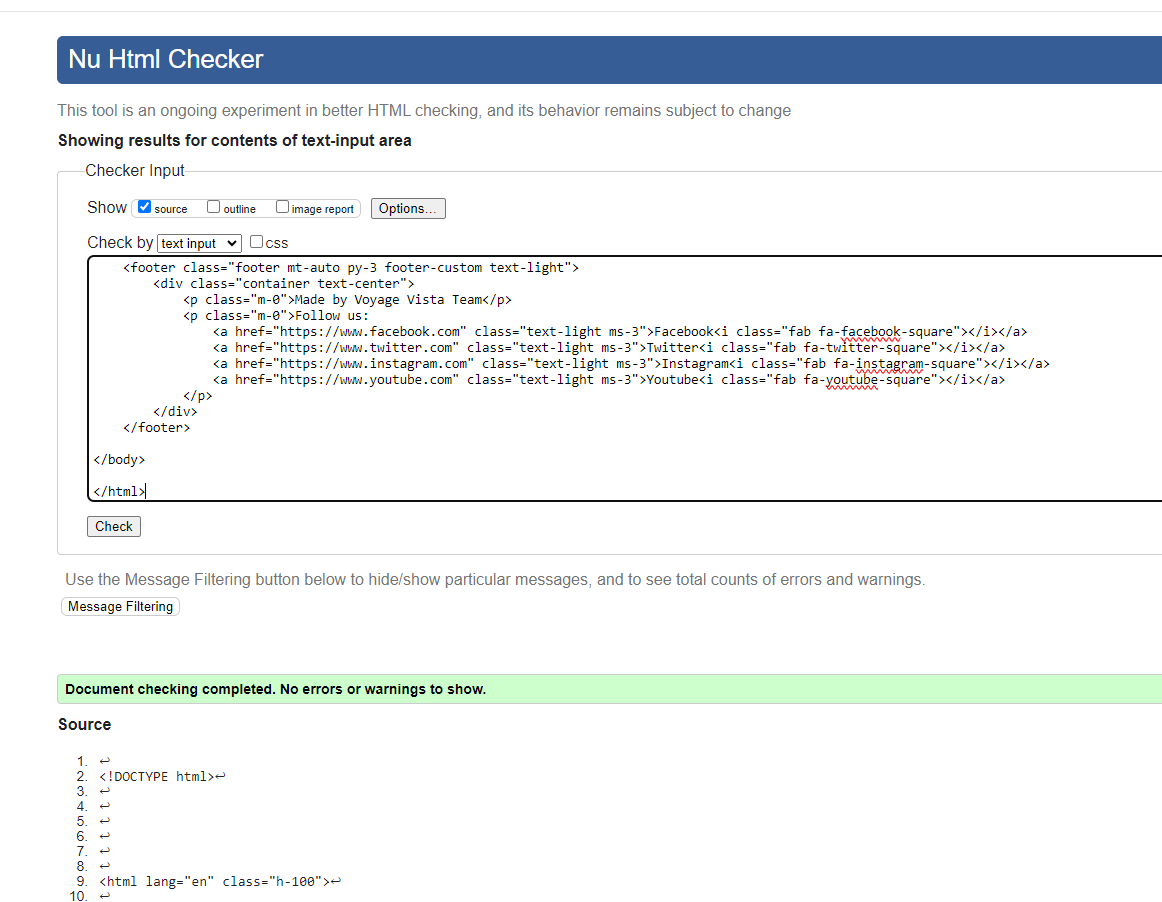 Nu Html Checker
This tool is an ongoing experiment in better HTML checking, and its behavior remains subject to change
Showing results for contents of text-input area
Checker Input
Show source outline image report Options...
Check by text input css
<footer class="footer mt-auto py-3 footer-custom text-light">
<div class="container text-center">
<p class="m-0">Made by Voyage Vista Team</p>
<p class="m-0">Follow us:
<a href="https://www.facebook.com" class="text-light ms-3">Facebook<i class="fab fa-facebook-square"></i></a>
<a href="https://www.twitter.com" class="text-light ms-3">Twitter<i class="fab fa-twitter-square"></i></a>
<a href="https://www.instagram.com" class="text-light ms-3">Instagram<i class="fab fa-instagram-square"></i></a>
<a href="https://www.youtube.com" class="text-light ms-3">Youtube<i class="fab fa-youtube-square"></i></a>
</p>
</div>
</footer>
</body>
</html>
Check
Use the Message Filtering button below to hide/show particular messages, and to see total counts of errors and warnings.
Message Filtering
Document checking completed. No errors or warnings to show.
Source
1. ↩
2. <!DOCTYPE html>↩
3. ↩
4. ↩
5. ↩
6. ↩
7. ↩
8. ↩
9. <html lang="en" class="h-100">↩
10. ↩